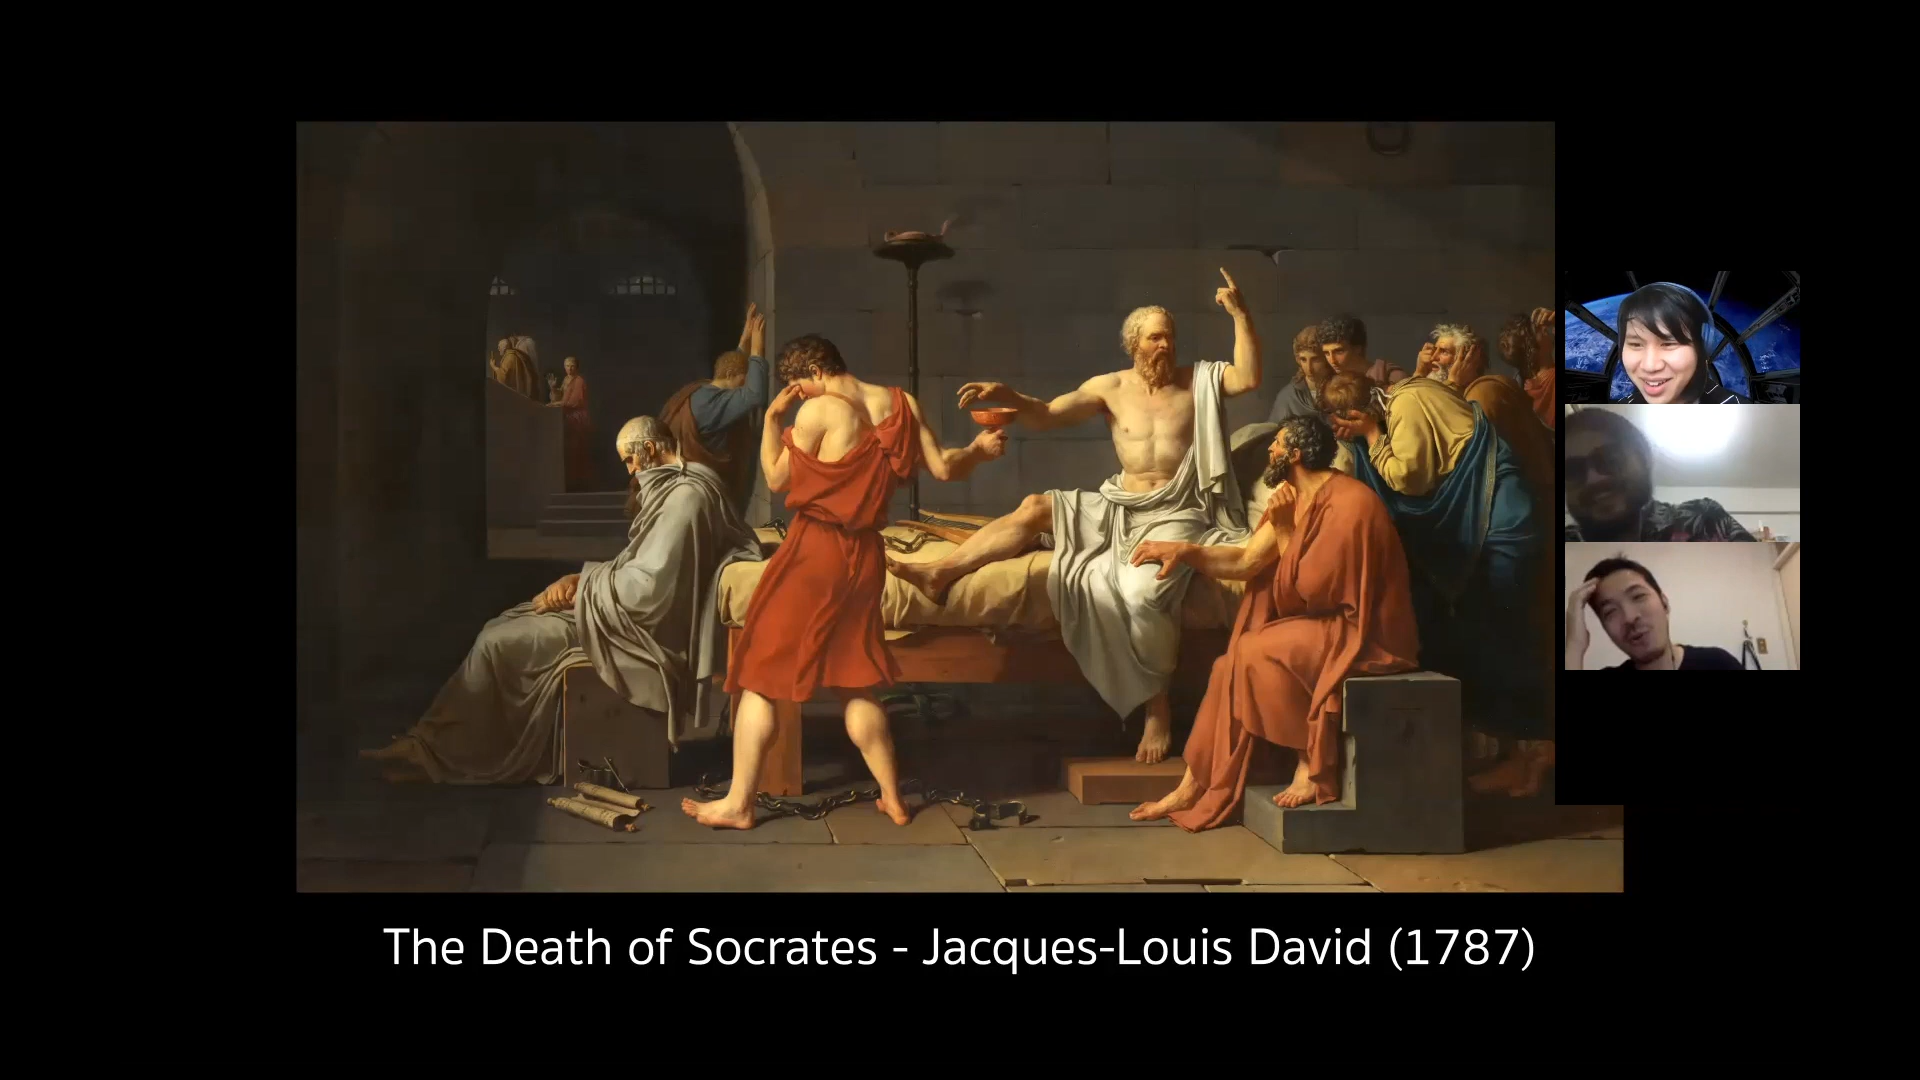 The Death of Socrates - Jacques-Louis David (1787)